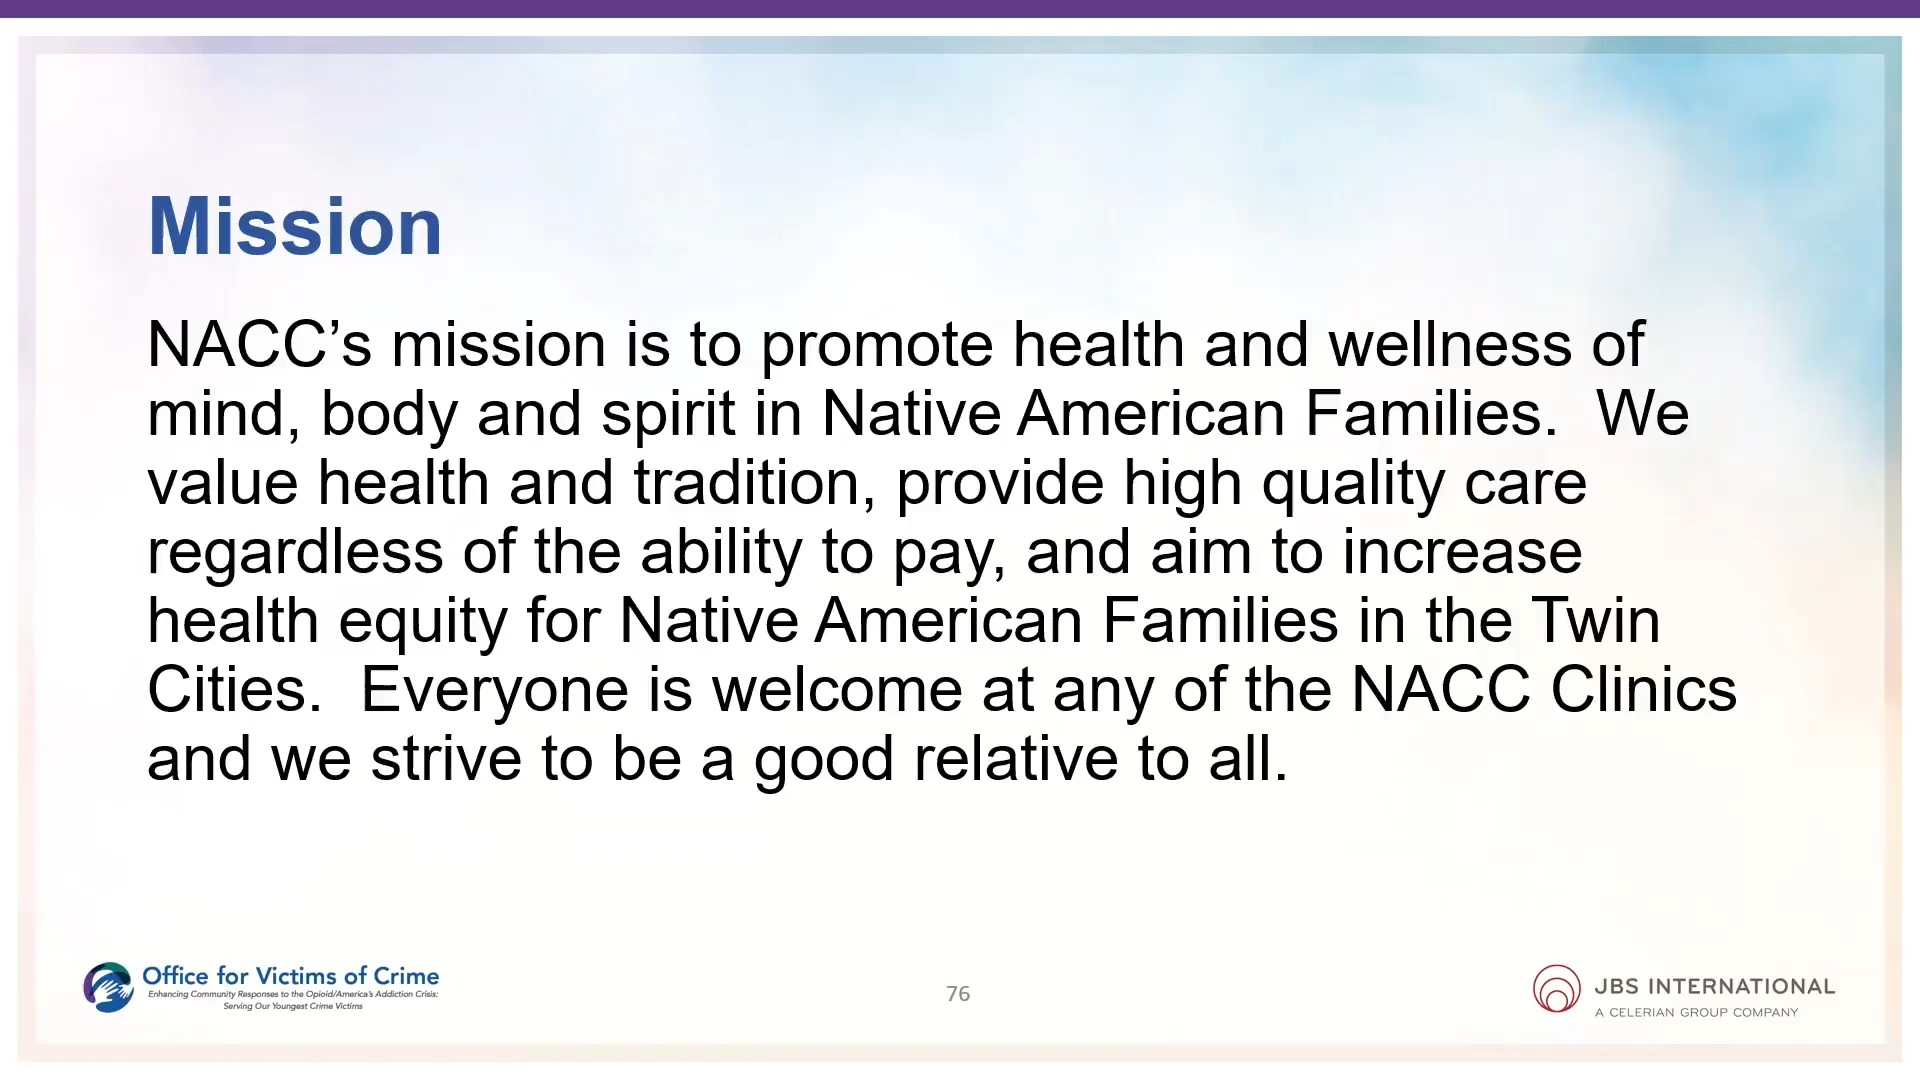 Mission
NACC’s mission is to promote health and wellness of
mind, body and spirit in Native American Families.  We
value health and tradition, provide high quality care
regardless of the ability to pay, and aim to increase
health equity for Native American Families in the Twin
Cities.  Everyone is welcome at any of the NACC Clinics
and we strive to be a good relative to all.
Office for Victims of Crime
Enhancing Community Responses to the Opioid/America's Addiction Crisis:
Serving Our Youngest Crime Victims
76
JBS INTERNATIONAL
A CELERIAN GROUP COMPANY